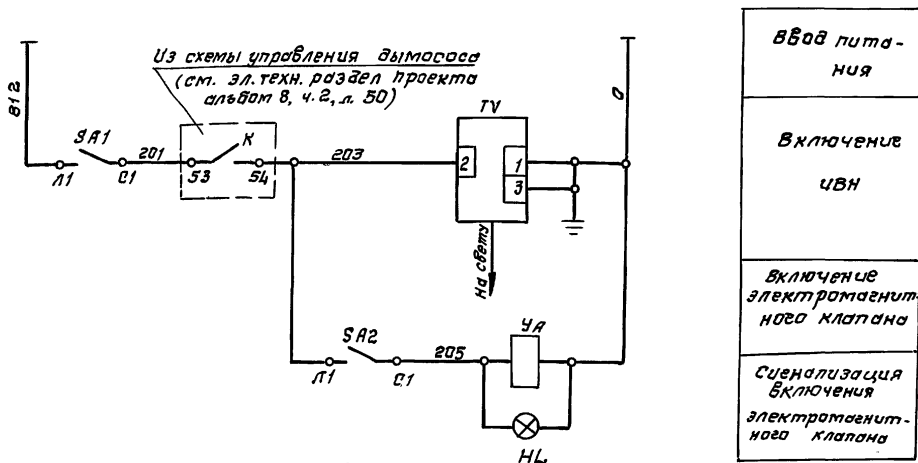 Из схемы управления дымососа
(см. эл. техн. раздел проекта
альбом 8, ч. 2, л. 50)
812
SA1
Л1
С1
201
53
К
54
203
TV
2
1
3
0
На свечу
SA2
Л1
С1
205
УА
HL
Ввод пита-
ния
Включение
ИВН
Включение
электромагнит-
ного клапана
Сигнализация
включения
электромагнит-
ного клапана